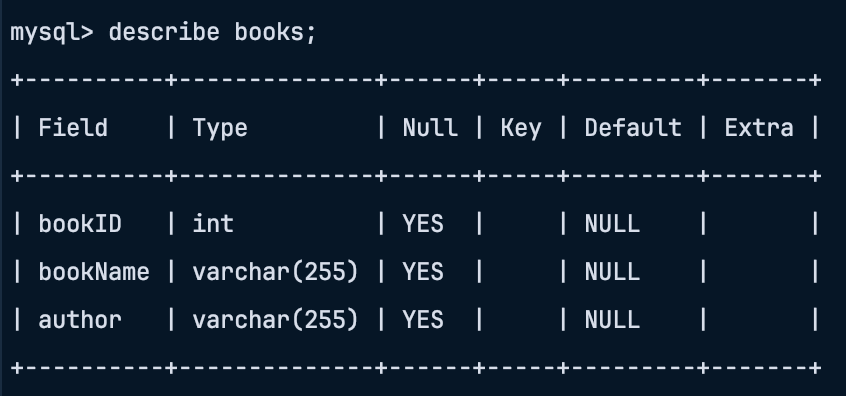 mysql> describe books;
+----------+--------------+------+-----+---------+-------+
| Field    | Type         | Null | Key | Default | Extra |
+----------+--------------+------+-----+---------+-------+
| bookID   | int          | YES  |     | NULL    |       |
| bookName | varchar(255) | YES  |     | NULL    |       |
| author   | varchar(255) | YES  |     | NULL    |       |
+----------+--------------+------+-----+---------+-------+